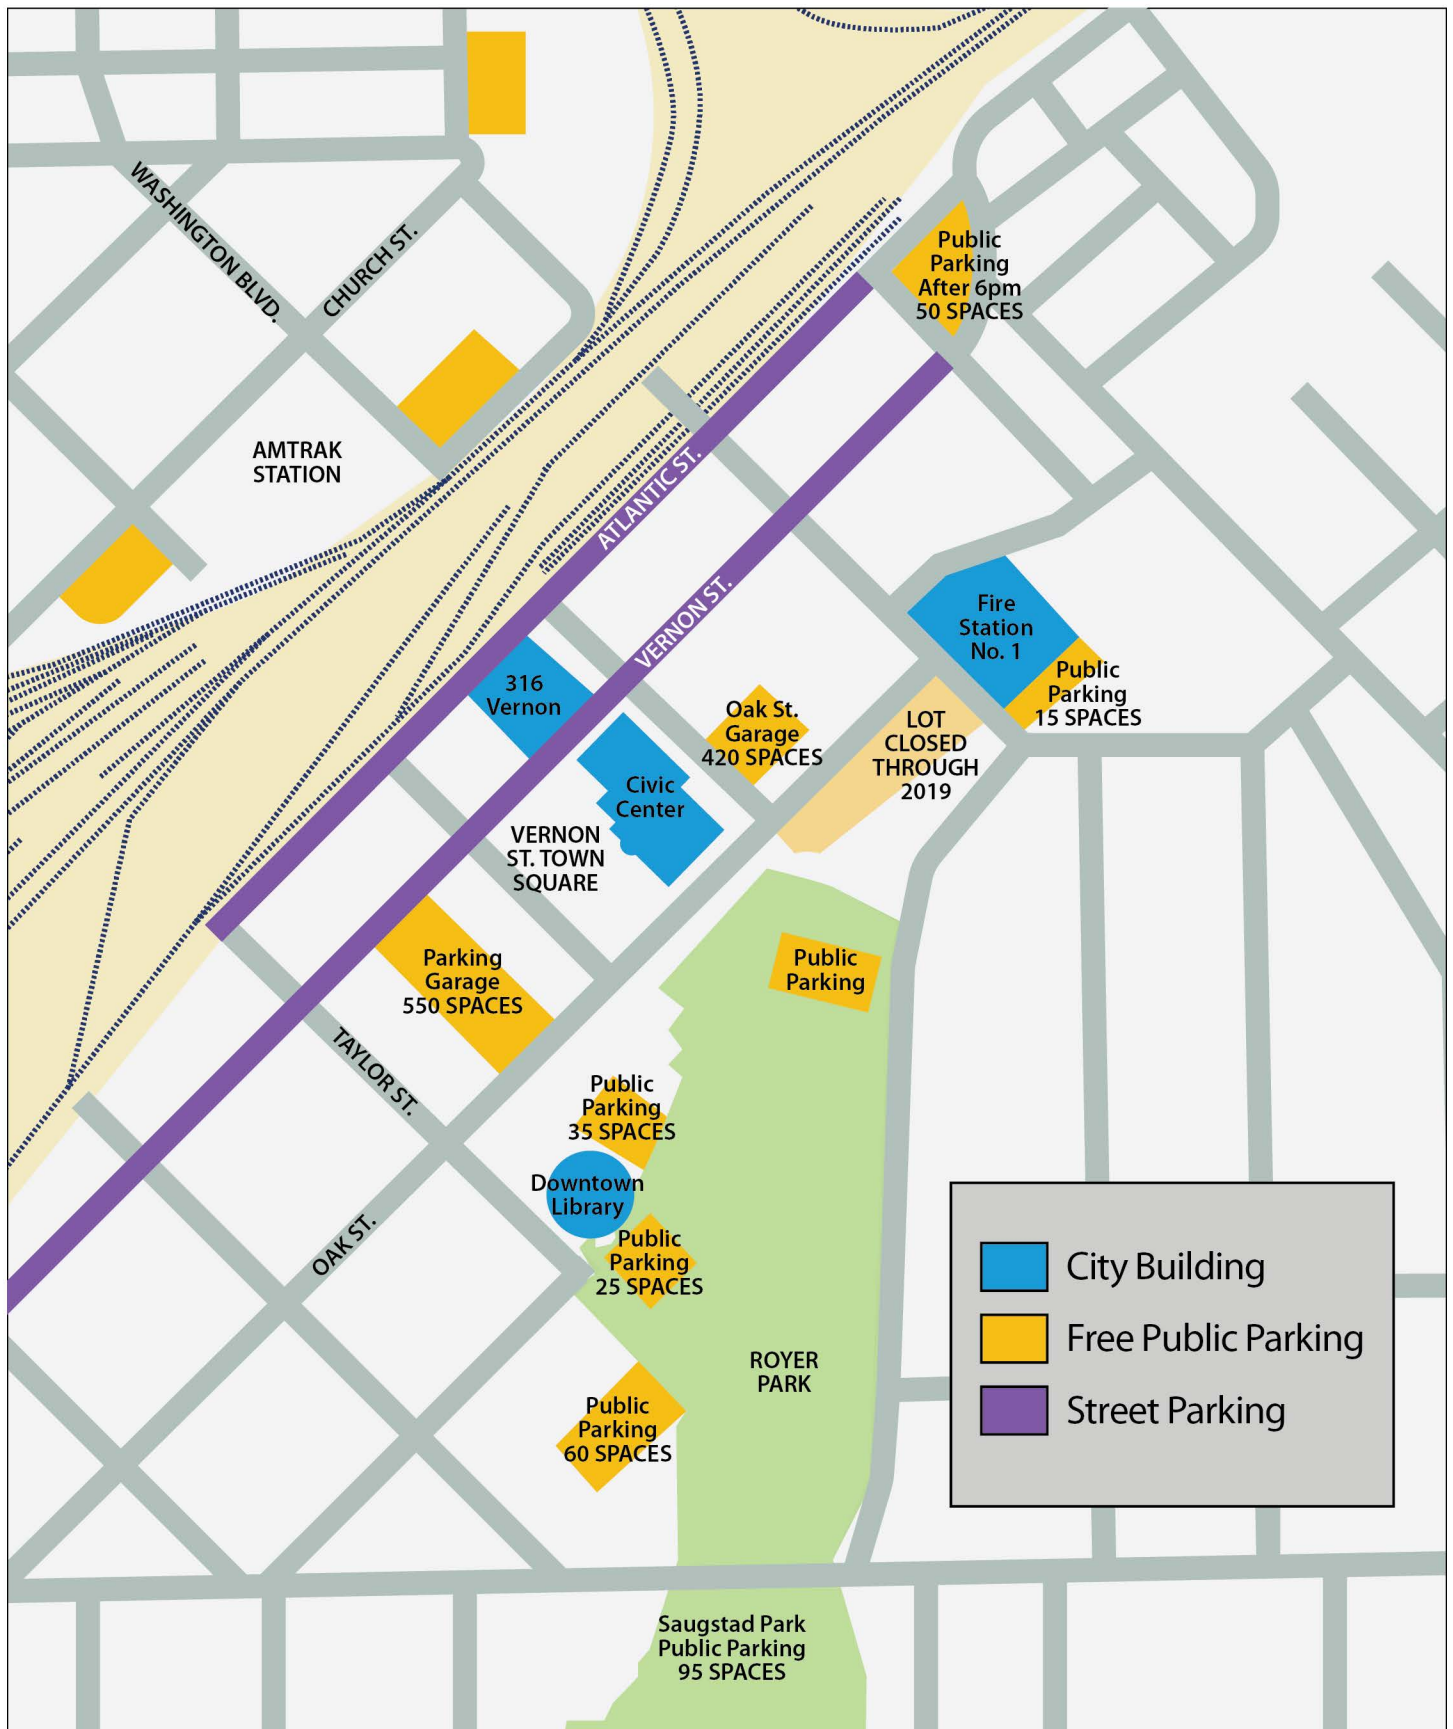 WASHINGTON BLVD.
CHURCH ST.
Public
Parking
After 6pm
50 SPACES
AMTRAK
STATION
ATLANTIC ST.
VERNON ST.
Fire
Station
No. 1
Public
Parking
15 SPACES
316
Vernon
Oak St.
Garage
420 SPACES
LOT
CLOSED
THROUGH
2019
Civic
Center
VERNON
ST. TOWN
SQUARE
Parking
Garage
550 SPACES
Public
Parking
TAYLOR ST.
Public
Parking
35 SPACES
Downtown
Library
Public
Parking
25 SPACES
OAK ST.
ROYER
PARK
Public
Parking
60 SPACES
City Building
Free Public Parking
Street Parking
Saugstad Park
Public Parking
95 SPACES